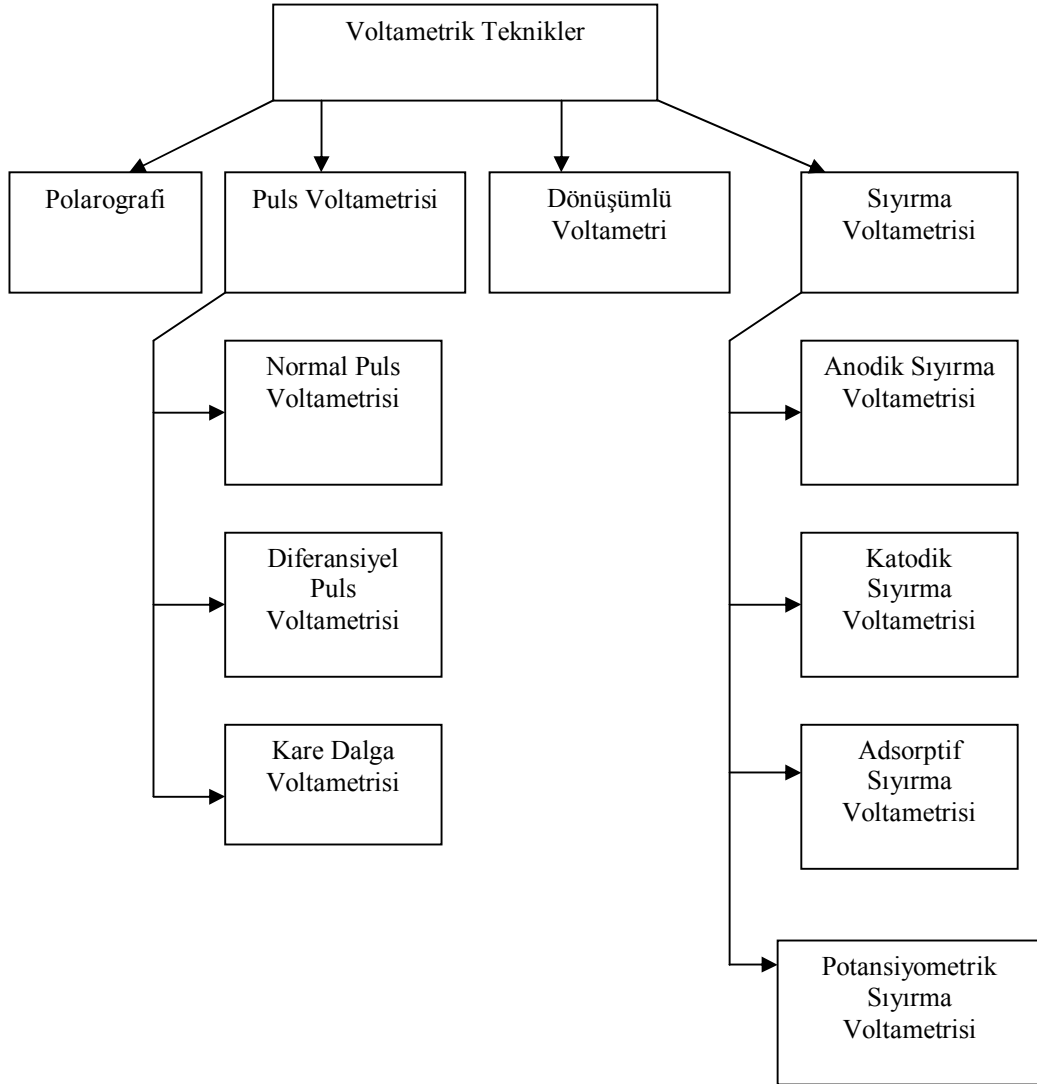 Voltametrik Teknikler
Polarografi
Puls Voltametrisi
Dönüşümlü
Voltametri
Sıyırma
Voltametrisi
Normal Puls
Voltametrisi
Diferansiyel
Puls
Voltametrisi
Kare Dalga
Voltametrisi
Anodik Sıyırma
Voltametrisi
Katodik
Sıyırma
Voltametrisi
Adsorptif
Sıyırma
Voltametrisi
Potansiyometrik
Sıyırma
Voltametrisi